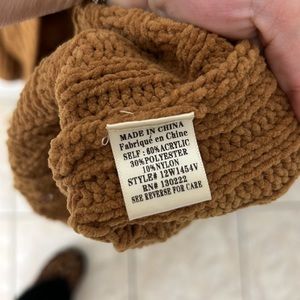 MADE IN CHINA
Fabriqué en Chine
SELF: 60%ACRYLIC
30%POLYESTER
10%NYLON
STYLE# 12W1454V
RN# 130222
SEE REVERSE FOR CARE